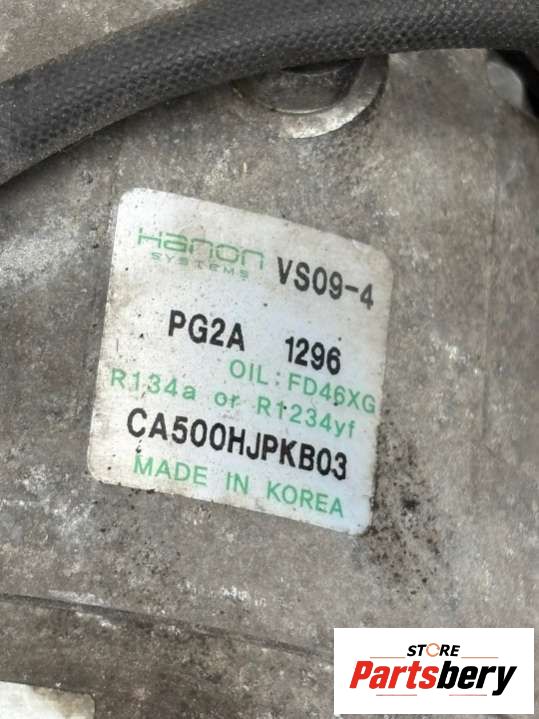 Hanon
SYSTEMS
VS09-4
PG2A 1296
OIL: FD46XG
R134a or R1234yf
CA500HJPKB03
MADE IN KOREA
STORE
Partsbery